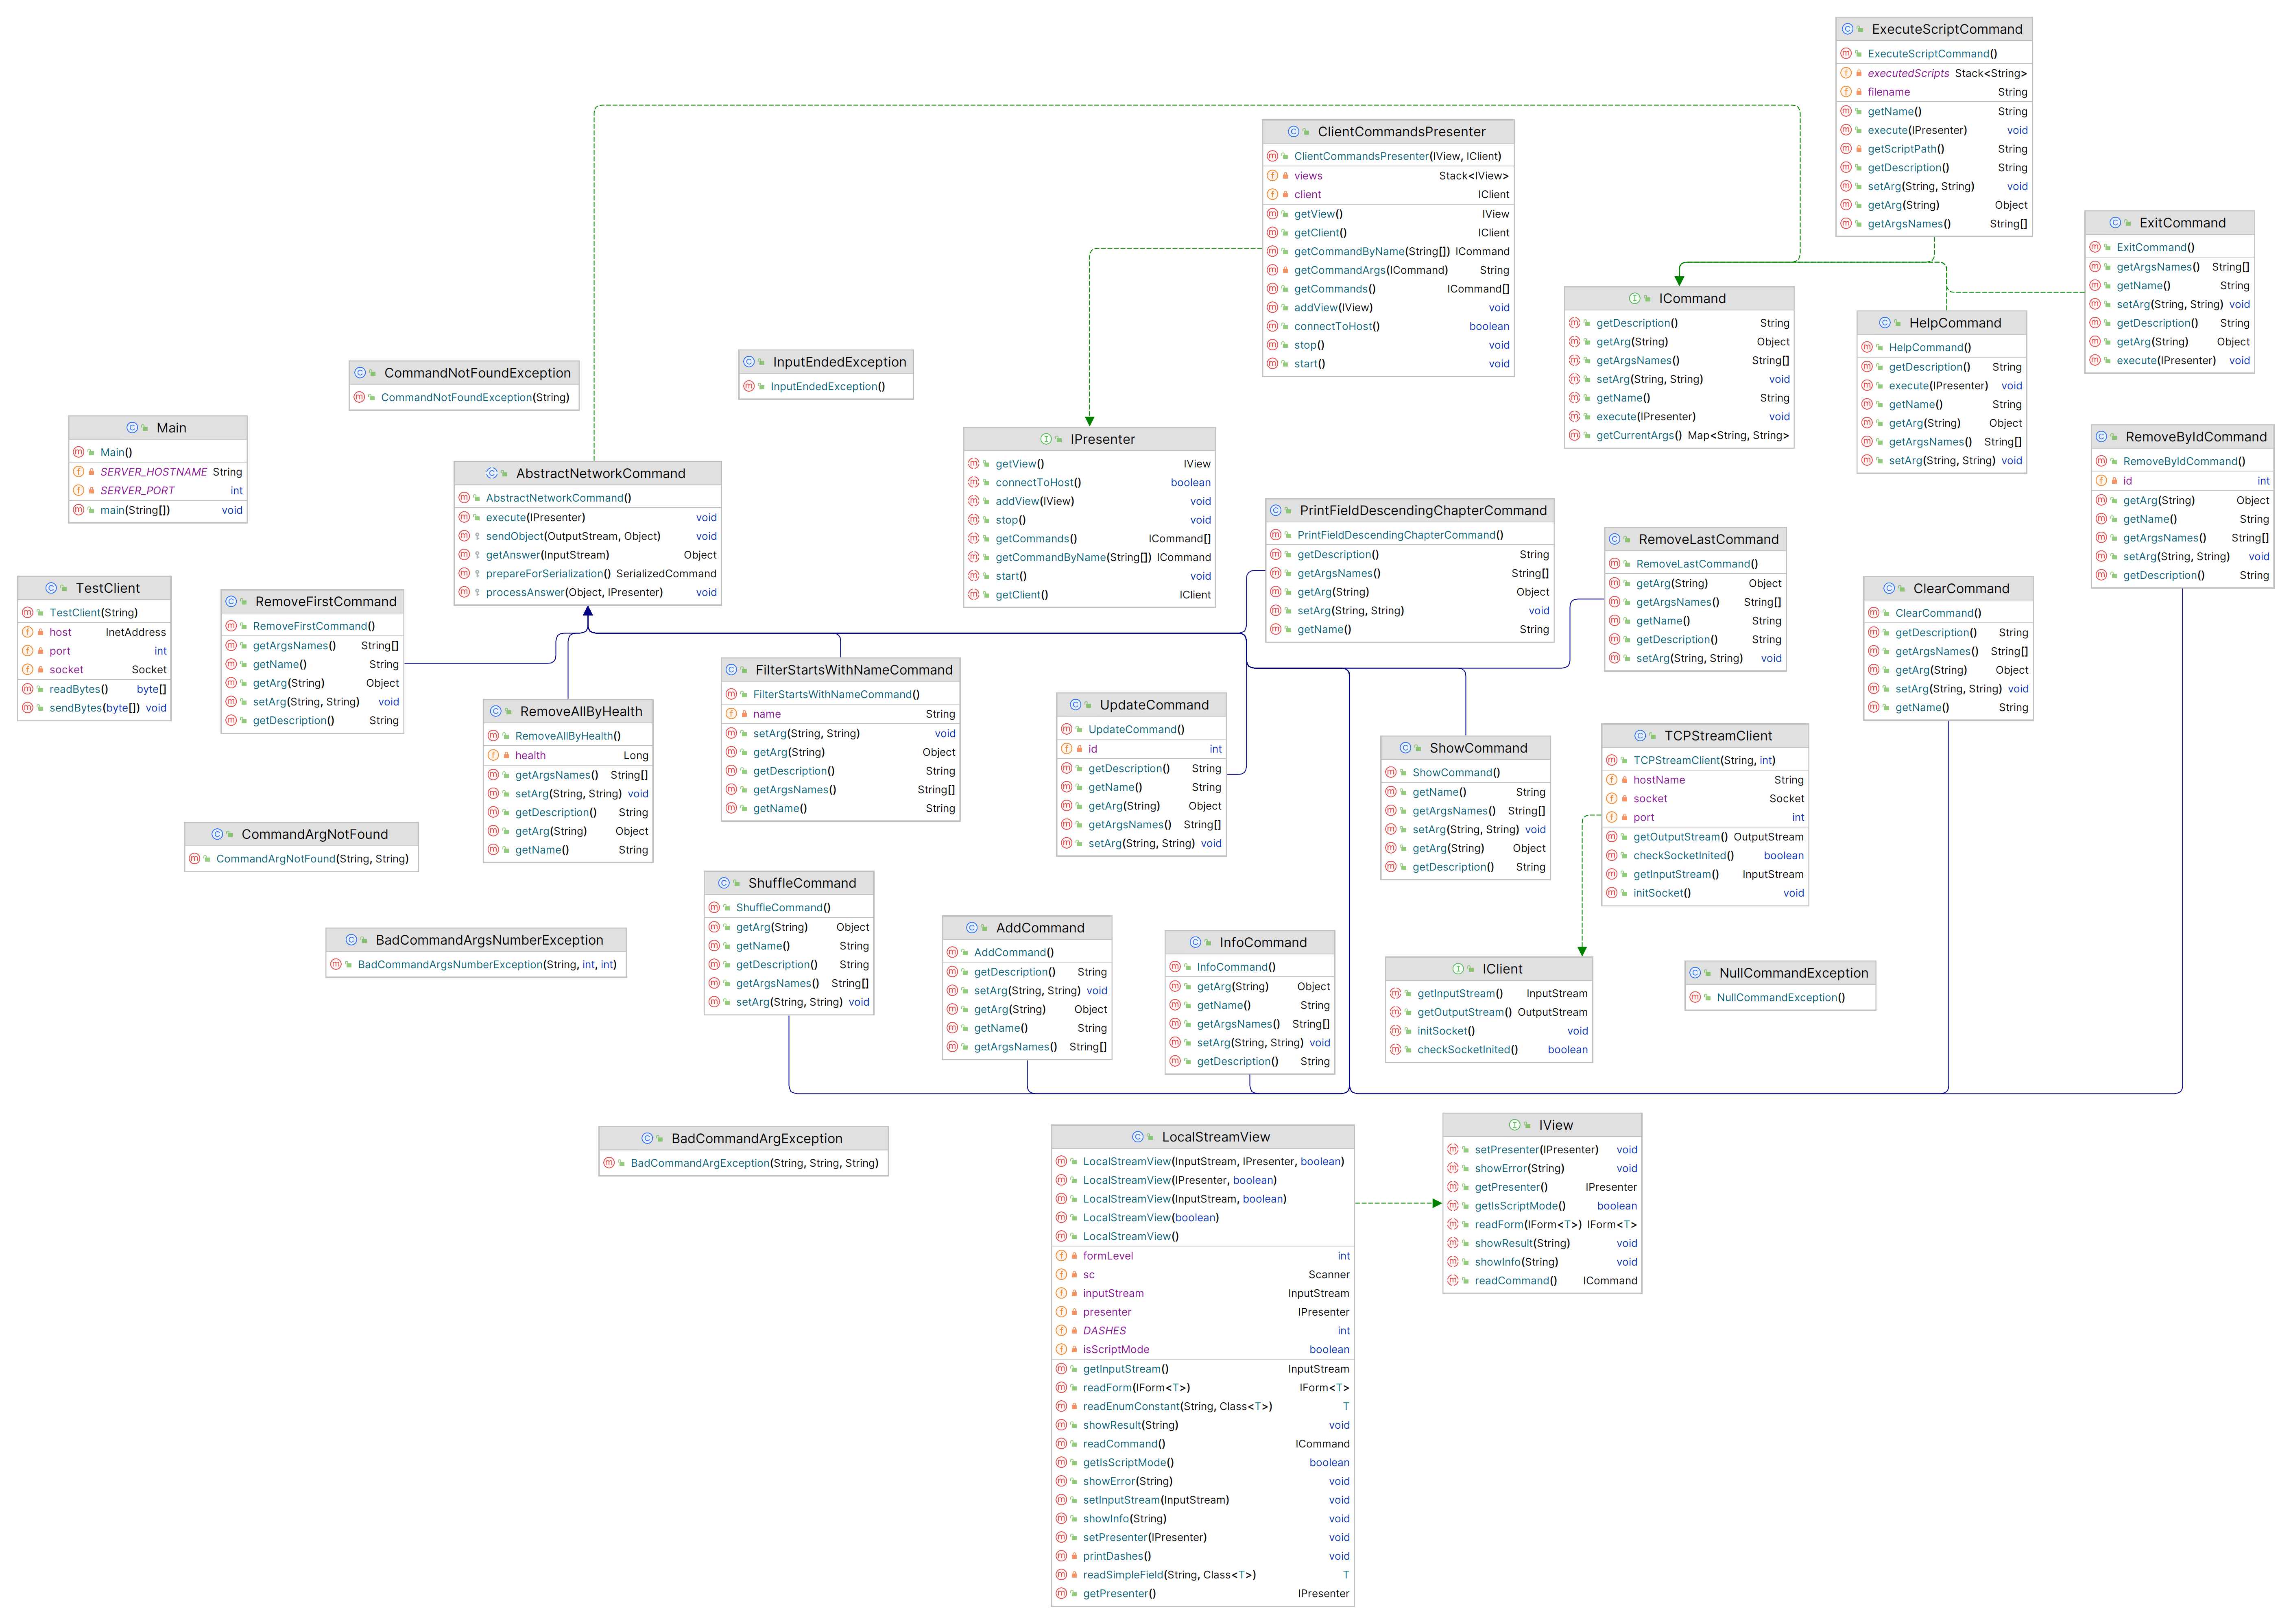 ExecuteScriptCommand
ExecuteScriptCommand()
executedScripts Stack<String>
filename String
getName() String
execute(IPresenter) void
getScriptPath() String
getDescription() String
setArg(String, String) void
getArg(String) Object
getArgsNames() String[]
ClientCommandsPresenter
ClientCommandsPresenter(IView, IClient)
views Stack<IView>
client IClient
getView() IView
getClient() IClient
getCommandByName(String[]) ICommand
getCommandArgs(ICommand) String
getCommands() ICommand[]
addView(IView) void
connectToHost() boolean
stop() void
start() void
ExitCommand
ExitCommand()
getArgsNames() String[]
getName() String
setArg(String, String) void
getDescription() String
getArg(String) Object
execute(IPresenter) void
ICommand
getDescription() String
getArg(String) Object
getArgsNames() String[]
setArg(String, String) void
getName() String
execute(IPresenter) void
getCurrentArgs() Map<String, String>
HelpCommand
HelpCommand()
getDescription() String
execute(IPresenter) void
getName() String
getArg(String) Object
getArgsNames() String[]
setArg(String, String) void
InputEndedException
InputEndedException()
CommandNotFoundException
CommandNotFoundException(String)
Main
Main()
SERVER_HOSTNAME String
SERVER_PORT int
main(String[]) void
RemoveByIdCommand
RemoveByIdCommand()
id int
getArg(String) Object
getName() String
getArgsNames() String[]
setArg(String, String) void
getDescription() String
IPresenter
getView() IView
connectToHost() boolean
addView(IView) void
stop() void
getCommands() ICommand[]
getCommandByName(String[]) ICommand
start() void
getClient() IClient
AbstractNetworkCommand
AbstractNetworkCommand()
execute(IPresenter) void
sendObject(OutputStream, Object) void
getAnswer(InputStream) Object
prepareForSerialization() SerializedCommand
processAnswer(Object, IPresenter) void
PrintFieldDescendingChapterCommand
PrintFieldDescendingChapterCommand()
getDescription() String
getArgsNames() String[]
getArg(String) Object
setArg(String, String) void
getName() String
RemoveLastCommand
RemoveLastCommand()
getArg(String) Object
getArgsNames() String[]
getName() String
getDescription() String
setArg(String, String) void
TestClient
TestClient(String)
host InetAddress
port int
socket Socket
readBytes() byte[]
sendBytes(byte[]) void
ClearCommand
ClearCommand()
getDescription() String
getArgsNames() String[]
getArg(String) Object
setArg(String, String) void
getName() String
RemoveFirstCommand
RemoveFirstCommand()
getArgsNames() String[]
getName() String
getArg(String) Object
setArg(String, String) void
getDescription() String
FilterStartsWithNameCommand
FilterStartsWithNameCommand()
name String
setArg(String, String) void
getArg(String) Object
getDescription() String
getArgsNames() String[]
getName() String
UpdateCommand
UpdateCommand()
id int
getDescription() String
getName() String
getArg(String) Object
getArgsNames() String[]
setArg(String, String) void
RemoveAllByHealth
RemoveAllByHealth()
health Long
getArgsNames() String[]
setArg(String, String) void
getDescription() String
getArg(String) Object
getName() String
TCPStreamClient
TCPStreamClient(String, int)
hostName String
socket Socket
port int
getOutputStream() OutputStream
checkSocketInited() boolean
getInputStream() InputStream
initSocket() void
ShowCommand
ShowCommand()
getName() String
getArgsNames() String[]
setArg(String, String) void
getArg(String) Object
getDescription() String
CommandArgNotFound
CommandArgNotFound(String, String)
ShuffleCommand
ShuffleCommand()
getArg(String) Object
getName() String
getDescription() String
getArgsNames() String[]
setArg(String, String) void
AddCommand
AddCommand()
getDescription() String
setArg(String, String) void
getArg(String) Object
getName() String
getArgsNames() String[]
BadCommandArgsNumberException
BadCommandArgsNumberException(String, int, int)
InfoCommand
InfoCommand()
getArg(String) Object
getName() String
getArgsNames() String[]
setArg(String, String) void
getDescription() String
IClient
getInputStream() InputStream
getOutputStream() OutputStream
initSocket() void
checkSocketInited() boolean
NullCommandException
NullCommandException()
BadCommandArgException
BadCommandArgException(String, String, String)
LocalStreamView
LocalStreamView(InputStream, IPresenter, boolean)
LocalStreamView(IPresenter, boolean)
LocalStreamView(InputStream, boolean)
LocalStreamView(boolean)
LocalStreamView()
formLevel int
sc Scanner
inputStream InputStream
presenter IPresenter
DASHES int
isScriptMode boolean
getInputStream() InputStream
readForm(IForm<T>) IForm<T>
readEnumConstant(String, Class<T>) T
showResult(String) void
readCommand() ICommand
getIsScriptMode() boolean
showError(String) void
setInputStream(InputStream) void
showInfo(String) void
setPresenter(IPresenter) void
printDashes() void
readSimpleField(String, Class<T>) T
getPresenter() IPresenter
IView
setPresenter(IPresenter) void
showError(String) void
getPresenter() IPresenter
getIsScriptMode() boolean
readForm(IForm<T>) IForm<T>
showResult(String) void
showInfo(String) void
readCommand() ICommand